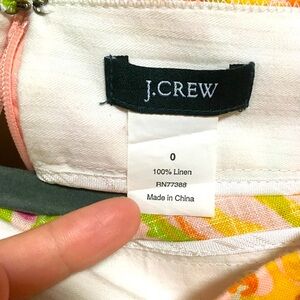 J.CREW
0
100% Linen
RN77388
Made in China